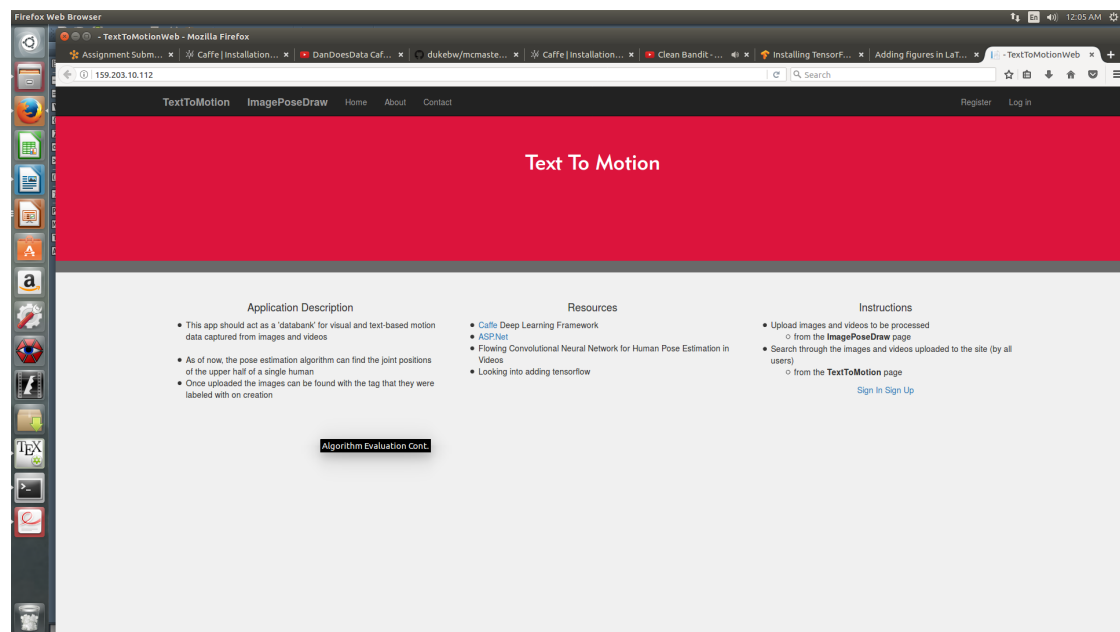 Firefox Web Browser
En 12:05 AM
- TextToMotionWeb - Mozilla Firefox
Assignment Subm... Caffe | Installation... DanDoesData Caf... dukebw/mcmaste... Caffe | Installation... Clean Bandit - ... Installing TensorF... Adding figures in LaT... - TextToMotionWeb
159.203.10.112
Search
TextToMotion ImagePoseDraw Home About Contact Register Log in
Text To Motion
Application Description
This app should act as a 'databank' for visual and text-based motion
data captured from images and videos
As of now, the pose estimation algorithm can find the joint positions
of the upper half of a single human
Once uploaded the images can be found with the tag that they were
labeled with on creation
Resources
Caffe Deep Learning Framework
ASP.Net
Flowing Convolutional Neural Network for Human Pose Estimation in
Videos
Looking into adding tensorflow
Instructions
Upload images and videos to be processed
from the ImagePoseDraw page
Search through the images and videos uploaded to the site (by all
users)
from the TextToMotion page
Sign In Sign Up
Algorithm Evaluation Cont.
a
TEX